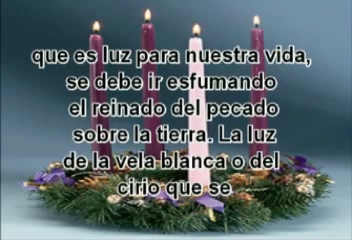 que es luz para nuestra vida,
se debe ir esfumando
el reinado del pecado
sobre la tierra. La luz
de la vela blanca o del
cirio que se